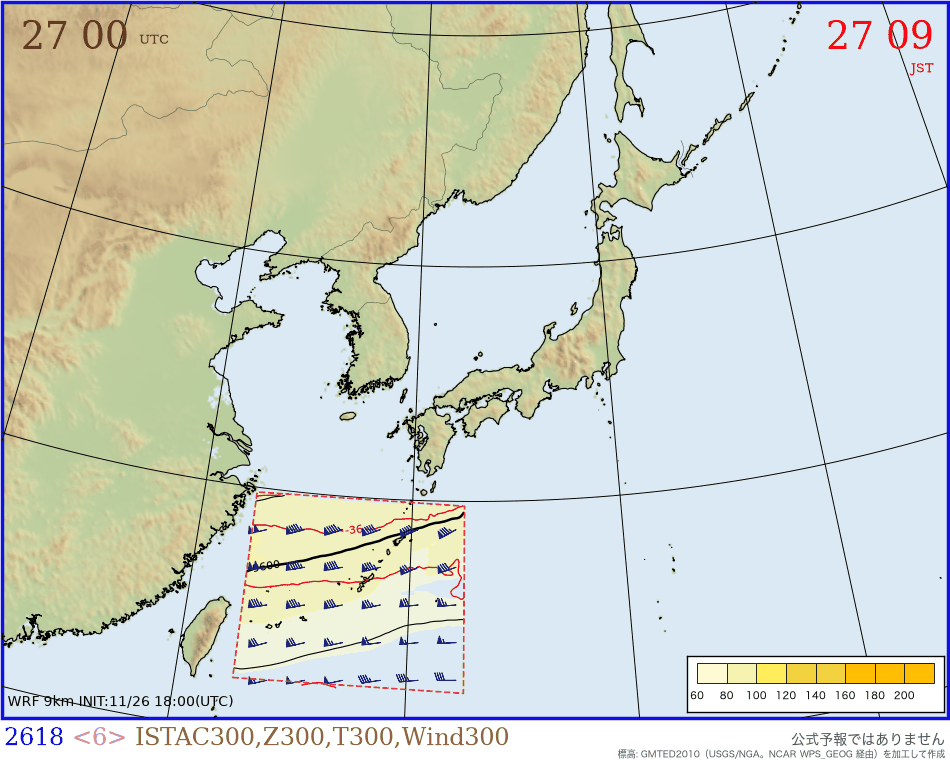 27 00 UTC
27 09
JST
-36
9600
WRF 9km INIT:11/26 18:00(UTC)
60 80 100 120 140 160 180 200
2618 <6> ISTAC300,Z300,T300,Wind300
公式予報ではありません
標高: GMTED2010（USGS/NGA。NCAR WPS_GEOG 経由）を加工して作成